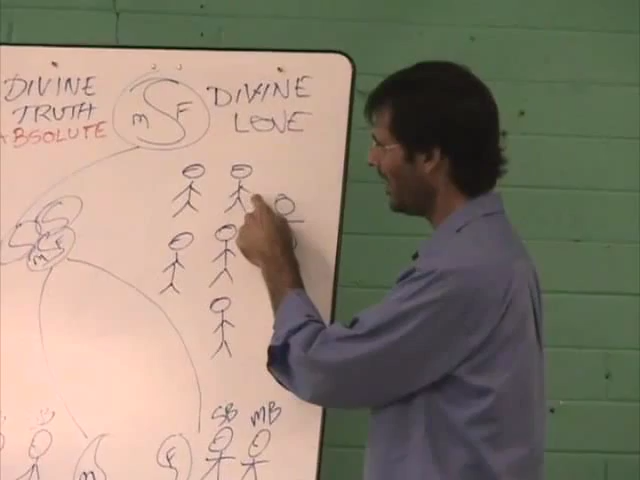 DIVINE
TRUTH
ABSOLUTE
m F
DIVINE
LOVE
SB MB
m
f